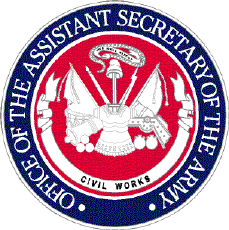 • OFFICE OF THE ASSISTANT SECRETARY OF THE ARMY •
CIVIL WORKS